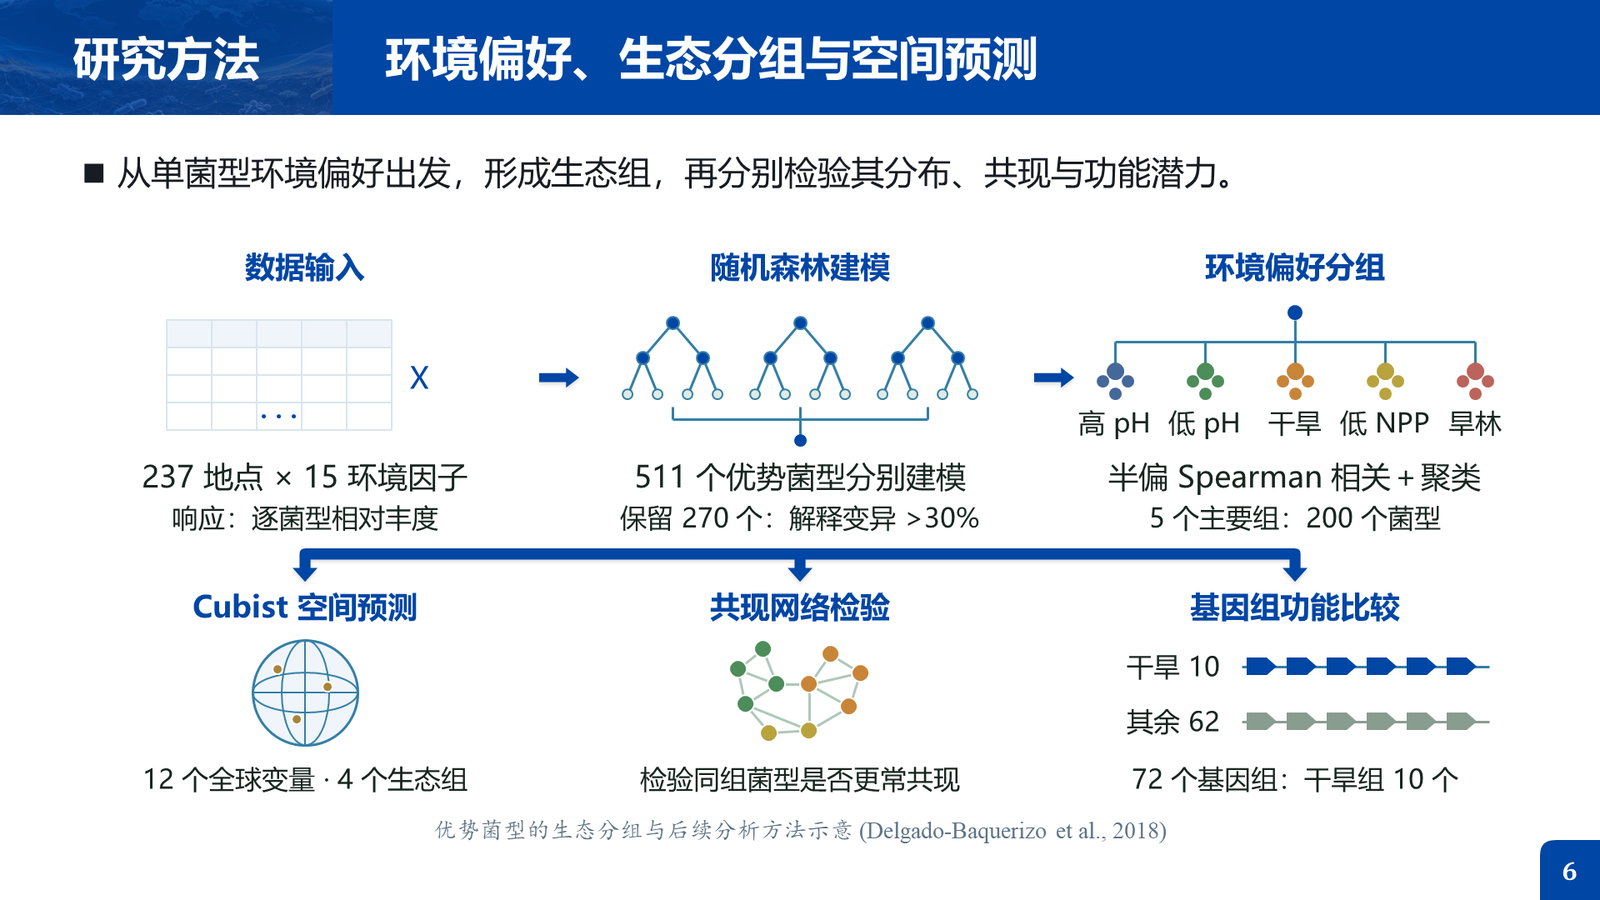 研究方法
环境偏好、生态分组与空间预测
■ 从单菌型环境偏好出发，形成生态组，再分别检验其分布、共现与功能潜力。
数据输入
X
237 地点 × 15 环境因子
响应：逐菌型相对丰度
随机森林建模
511 个优势菌型分别建模
保留 270 个：解释变异 >30%
环境偏好分组
高 pH 低 pH 干旱 低 NPP 旱林
半偏 Spearman 相关＋聚类
5 个主要组：200 个菌型
Cubist 空间预测
12 个全球变量 · 4 个生态组
共现网络检验
检验同组菌型是否更常共现
基因组功能比较
干旱 10
其余 62
72 个基因组：干旱组 10 个
优势菌型的生态分组与后续分析方法示意 (Delgado-Baquerizo et al., 2018)
6